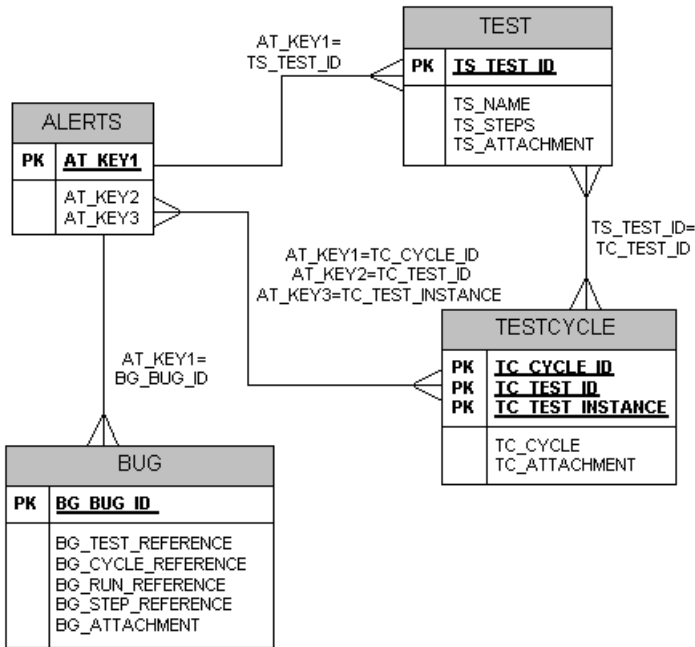 TEST
PK TS_TEST_ID
TS_NAME
TS_STEPS
TS_ATTACHMENT
AT_KEY1=
TS_TEST_ID
ALERTS
PK AT_KEY1
AT_KEY2
AT_KEY3
TS_TEST_ID=
TC_TEST_ID
AT_KEY1=TC_CYCLE_ID
AT_KEY2=TC_TEST_ID
AT_KEY3=TC_TEST_INSTANCE
TESTCYCLE
PK TC_CYCLE_ID
PK TC_TEST_ID
PK TC_TEST_INSTANCE
TC_CYCLE
TC_ATTACHMENT
AT_KEY1=
BG_BUG_ID
BUG
PK BG_BUG_ID
BG_TEST_REFERENCE
BG_CYCLE_REFERENCE
BG_RUN_REFERENCE
BG_STEP_REFERENCE
BG_ATTACHMENT